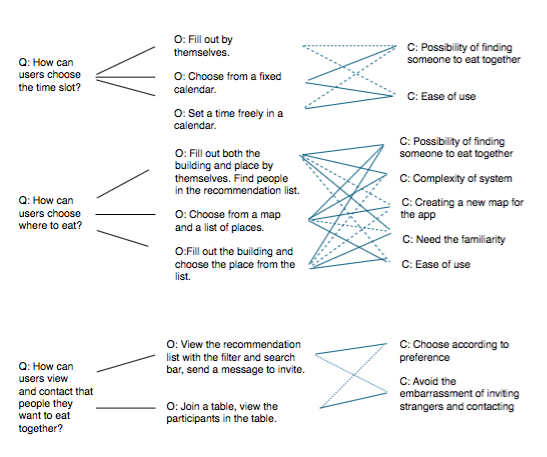 Q: How can
users choose
the time slot?
O: Fill out by
themselves.
O: Choose from a fixed
calendar.
O: Set a time freely in a
calendar.
C: Possibility of finding
someone to eat together
C: Ease of use
Q: How can
users choose
where to eat?
O: Fill out both the
building and place by
themselves. Find people
in the recommendation list.
O: Choose from a map
and a list of places.
O:Fill out the building and
choose the place from the
list.
C: Possibility of finding
someone to eat together
C: Complexity of system
C: Creating a new map for
the app
C: Need the familiarity
C: Ease of use
Q: How can
users view
and contact that
people they
want to eat
together?
O: View the recommendation
list with the filter and search
bar, send a message to invite.
O: Join a table, view the
participants in the table.
C: Choose according to
preference
C: Avoid the
embarrassment of inviting
strangers and contacting